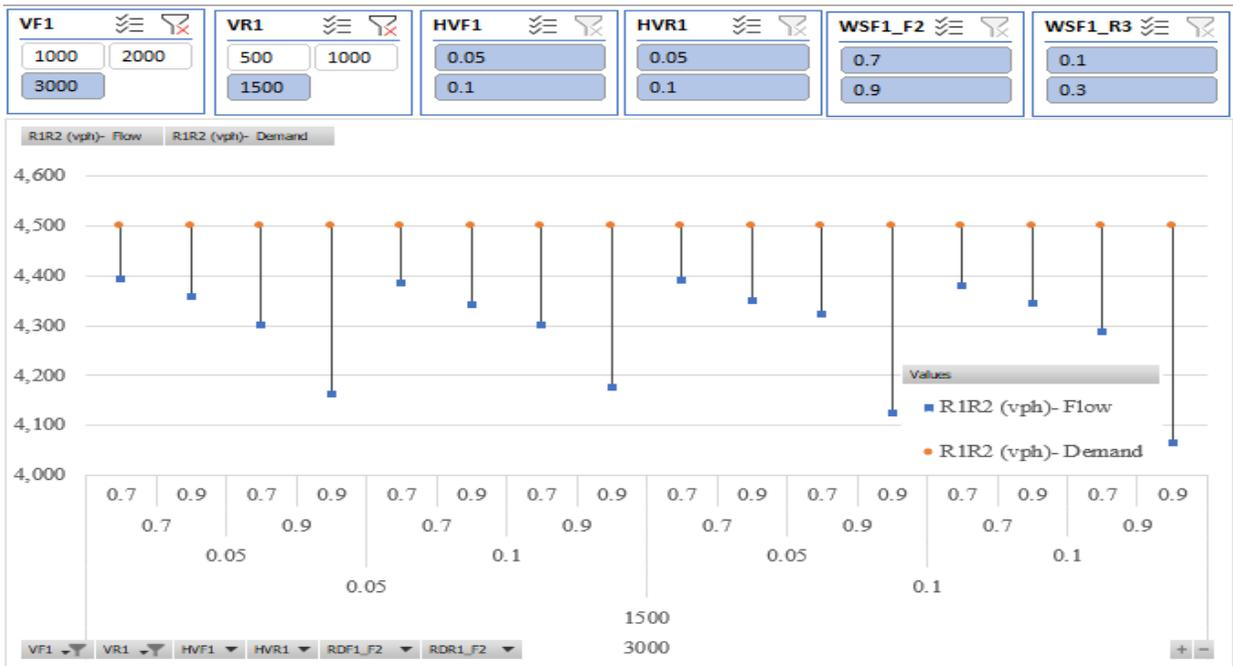 VF1 VR1 HVF1 HVR1 WSF1_F2 WSF1_R3
1000 2000 500 1000 0.05 0.05 0.7 0.1
3000 1500 0.1 0.1 0.9 0.3
R1R2 (vph)- Flow R1R2 (vph)- Demand
4,600
4,500
4,400
4,300
4,200
4,100
4,000
Values
R1R2 (vph)- Flow
R1R2 (vph)- Demand
0.7 0.9 0.7 0.9 0.7 0.9 0.7 0.9 0.7 0.9 0.7 0.9 0.7 0.9 0.7 0.9
0.7 0.9 0.7 0.9 0.7 0.9 0.7 0.9
0.05 0.1 0.05 0.1
0.05 0.1
1500
3000
VF1 VR1 HVF1 HVR1 RDF1_F2 RDR1_F2 + −